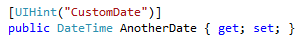 [UIHint("CustomDate")]
public DateTime AnotherDate { get; set; }